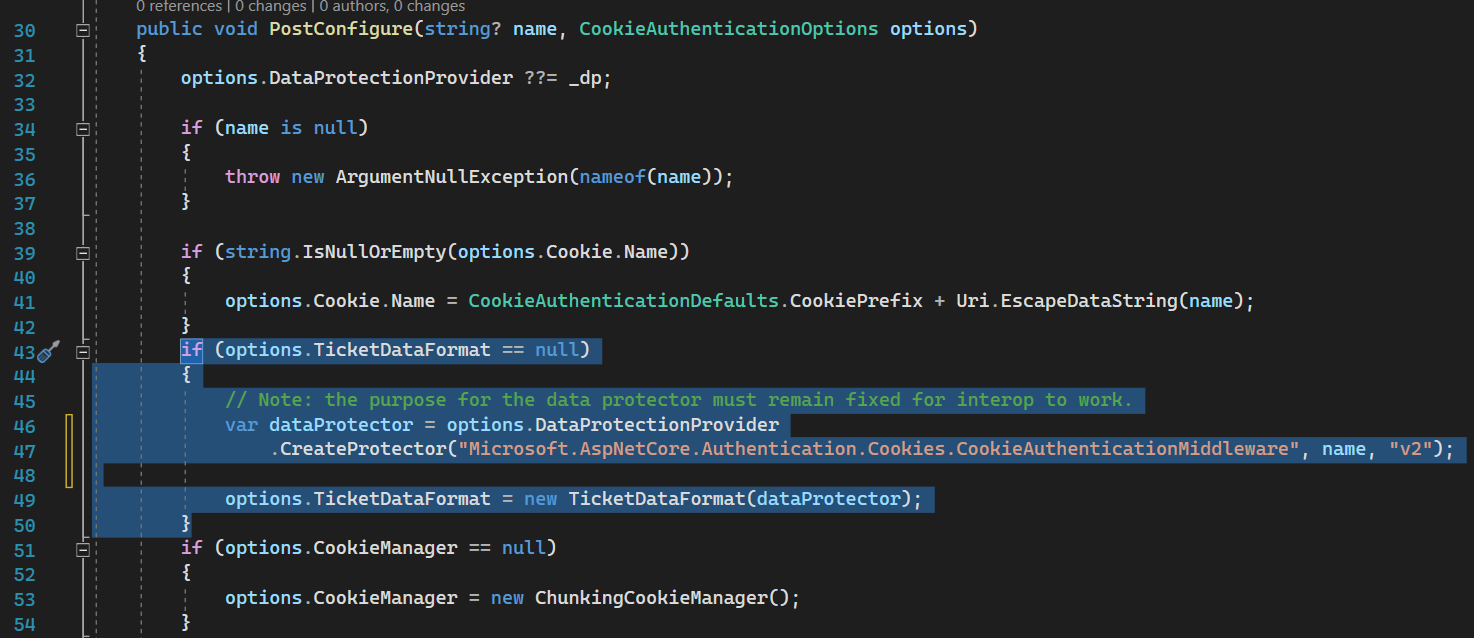 0 references | 0 changes | 0 authors, 0 changes
30 public void PostConfigure(string? name, CookieAuthenticationOptions options)
31 {
32 options.DataProtectionProvider ??= _dp;
33
34 if (name is null)
35 {
36 throw new ArgumentNullException(nameof(name));
37 }
38
39 if (string.IsNullOrEmpty(options.Cookie.Name))
40 {
41 options.Cookie.Name = CookieAuthenticationDefaults.CookiePrefix + Uri.EscapeDataString(name);
42 }
43 if (options.TicketDataFormat == null)
44 {
45 // Note: the purpose for the data protector must remain fixed for interop to work.
46 var dataProtector = options.DataProtectionProvider
47 .CreateProtector("Microsoft.AspNetCore.Authentication.Cookies.CookieAuthenticationMiddleware", name, "v2");
48
49 options.TicketDataFormat = new TicketDataFormat(dataProtector);
50 }
51 if (options.CookieManager == null)
52 {
53 options.CookieManager = new ChunkingCookieManager();
54 }